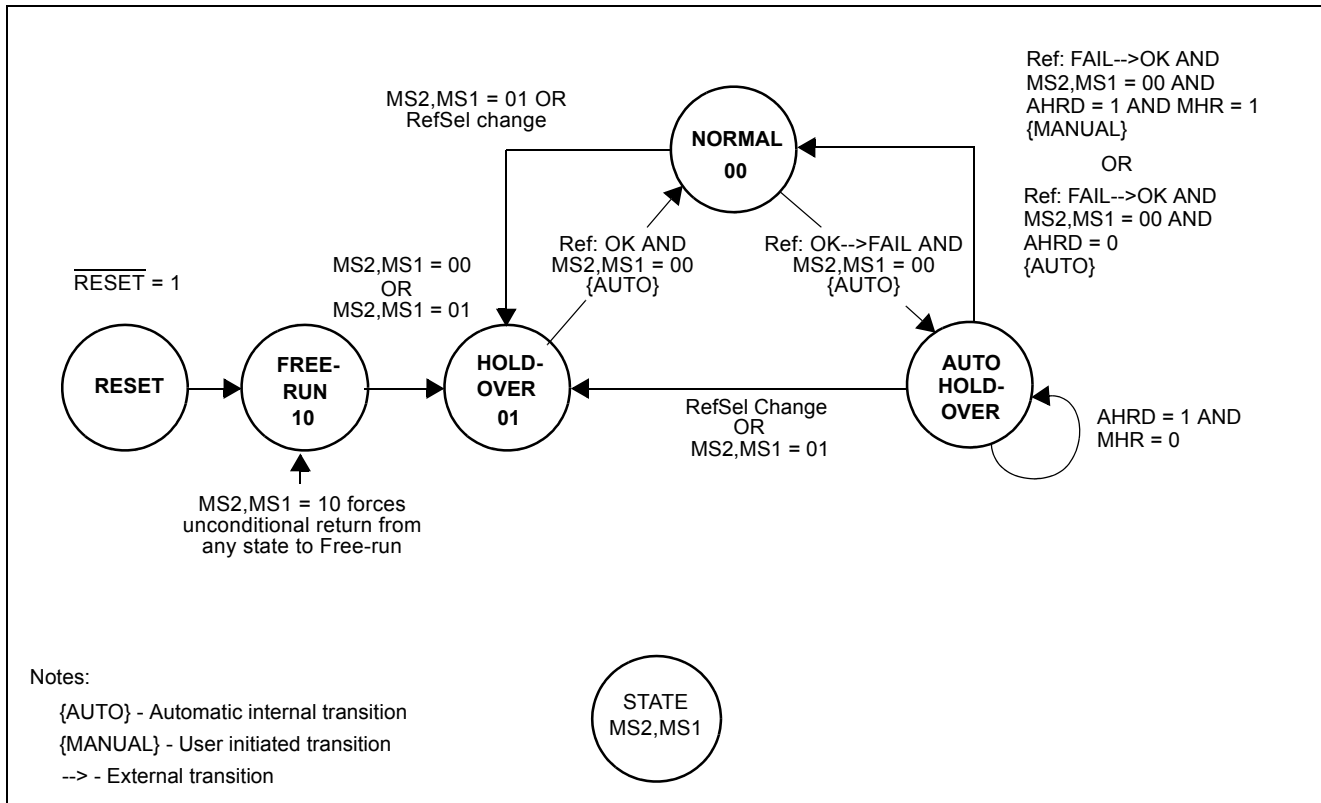 Ref: FAIL-->OK AND
MS2,MS1 = 00 AND
AHRD = 1 AND MHR = 1
{MANUAL}
OR
Ref: FAIL-->OK AND
MS2,MS1 = 00 AND
AHRD = 0
{AUTO}
MS2,MS1 = 01 OR
RefSel change
NORMAL
00
Ref: OK AND
MS2,MS1 = 00
{AUTO}
Ref: OK-->FAIL AND
MS2,MS1 = 00
{AUTO}
RESET = 1
MS2,MS1 = 00
OR
MS2,MS1 = 01
RESET
FREE-
RUN
10
HOLD-
OVER
01
AUTO
HOLD-
OVER
RefSel Change
OR
MS2,MS1 = 01
AHRD = 1 AND
MHR = 0
MS2,MS1 = 10 forces
unconditional return from
any state to Free-run
Notes:
{AUTO} - Automatic internal transition
{MANUAL} - User initiated transition
--> - External transition
STATE
MS2,MS1